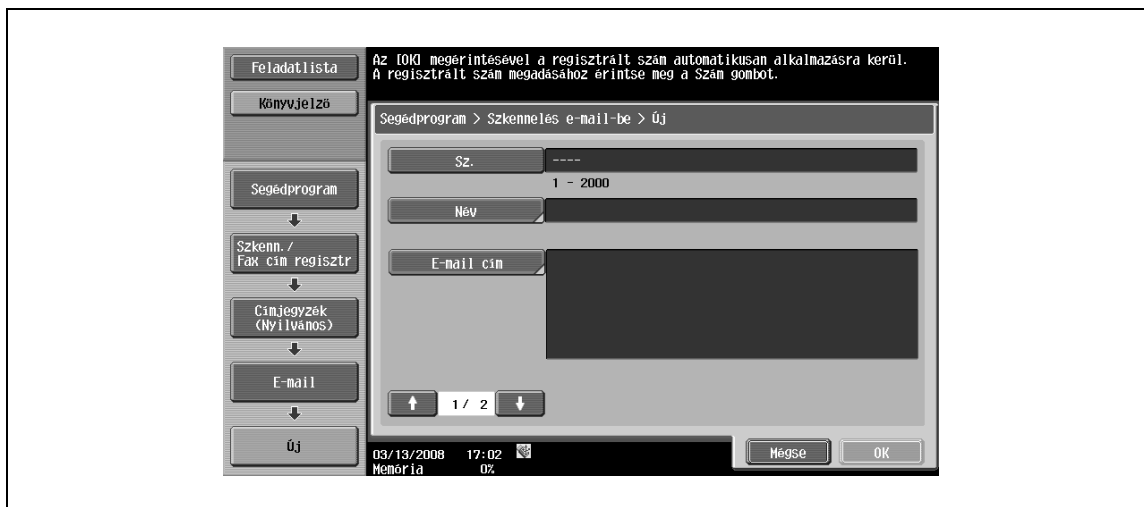 Feladatlista
Könyvjelző
Segédprogram
Szkenn./
Fax cím regisztr
Címjegyzék
(Nyilvános)
E-mail
Új
Az [OK] megérintésével a regisztrált szám automatikusan alkalmazásra kerül.
A regisztrált szám megadásához érintse meg a Szám gombot.
Segédprogram > Szkennelés e-mail-be > Új
Sz. ----
1 - 2000
Név
E-mail cím
1/ 2
03/13/2008 17:02
Memória 0%
Mégse OK